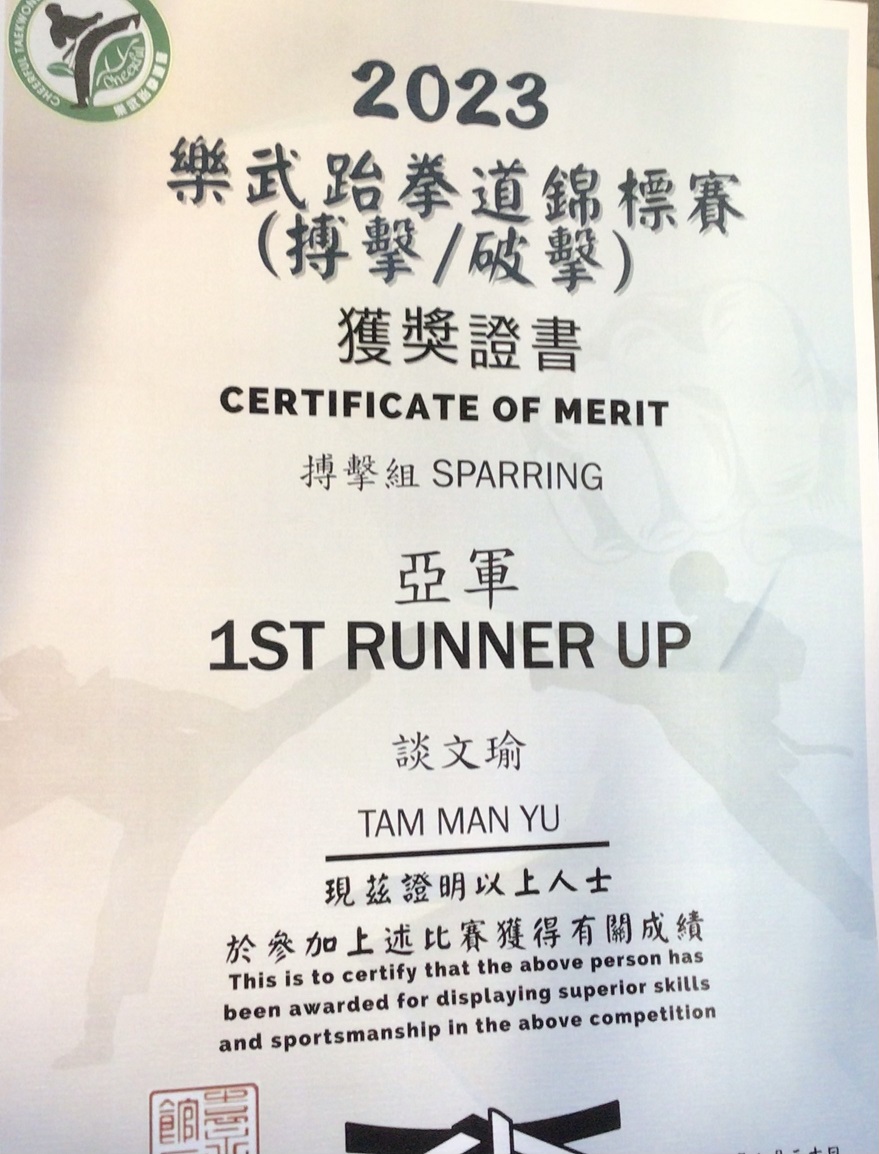 CHEERFUL TAEKWON
Cheerful
2023
樂武跆拳道錦標賽
(搏擊/破擊)
獲獎證書
CERTIFICATE OF MERIT
搏擊組 SPARRING
亞軍
1ST RUNNER UP
談文瑜
TAM MAN YU
現茲證明以上人士
於參加上述比賽獲得有關成績
This is to certify that the above person has
been awarded for displaying superior skills
and sportsmanship in the above competition